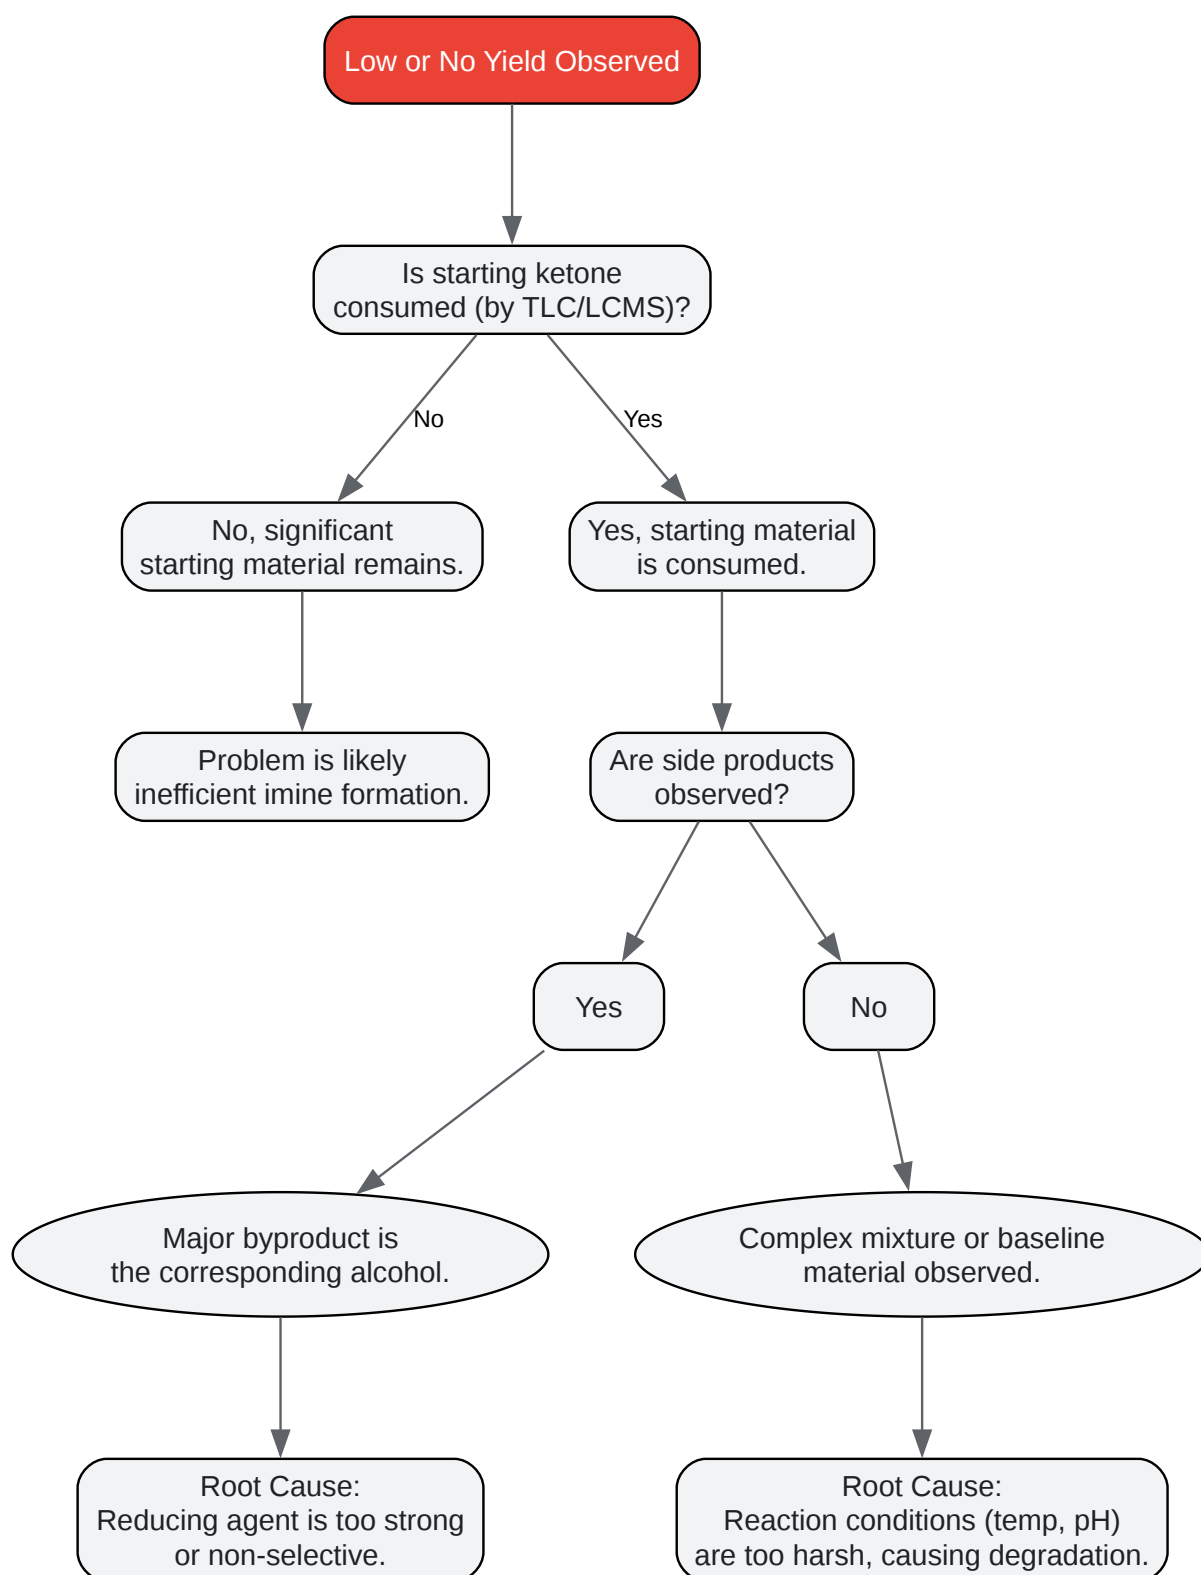 Low or No Yield Observed
Is starting ketone
consumed (by TLC/LCMS)?
No
Yes
No, significant
starting material remains.
Yes, starting material
is consumed.
Problem is likely
inefficient imine formation.
Are side products
observed?
Yes
No
Major byproduct is
the corresponding alcohol.
Complex mixture or baseline
material observed.
Root Cause:
Reducing agent is too strong
or non-selective.
Root Cause:
Reaction conditions (temp, pH)
are too harsh, causing degradation.